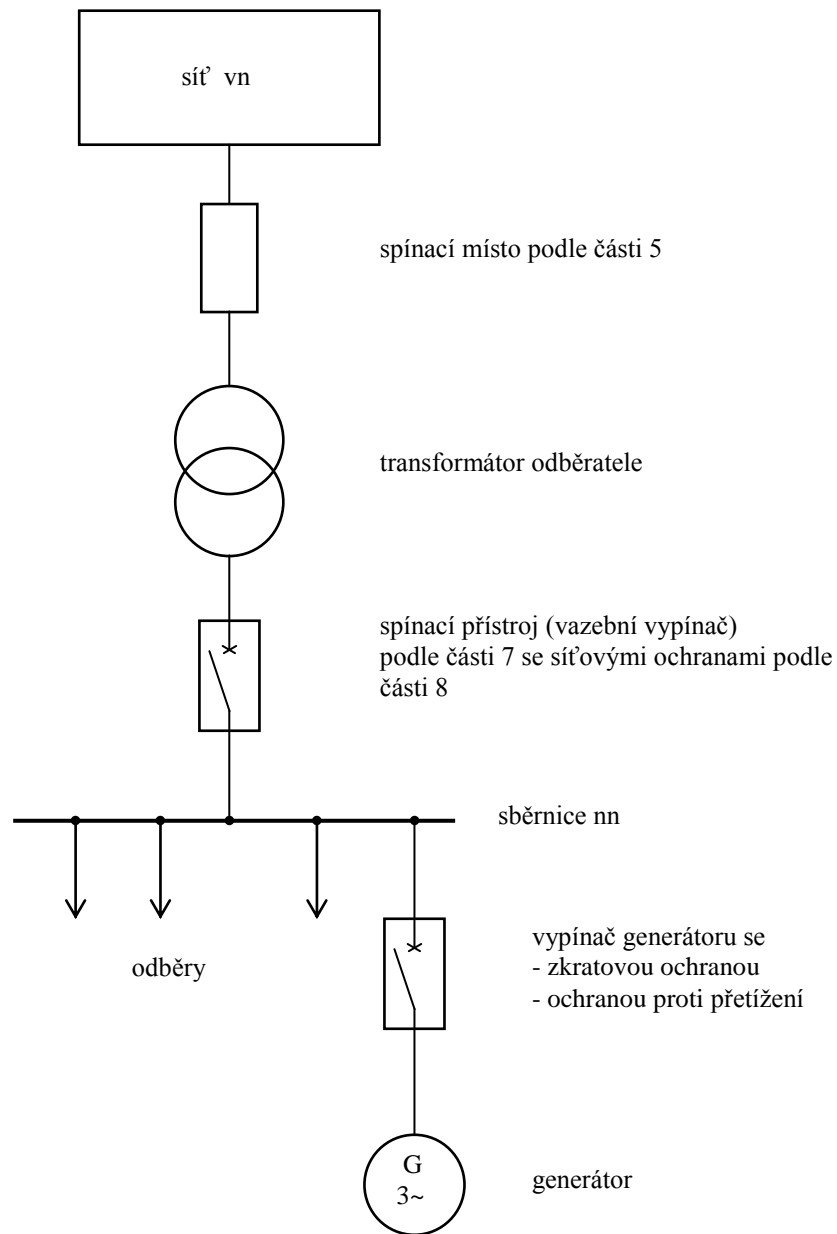 síť vn
spínací místo podle části 5
transformátor odběratele
spínací přístroj (vazební vypínač)
podle části 7 se síťovými ochranami podle
části 8
sběrnice nn
odběry
vypínač generátoru se
- zkratovou ochranou
- ochranou proti přetížení
G
3~
generátor